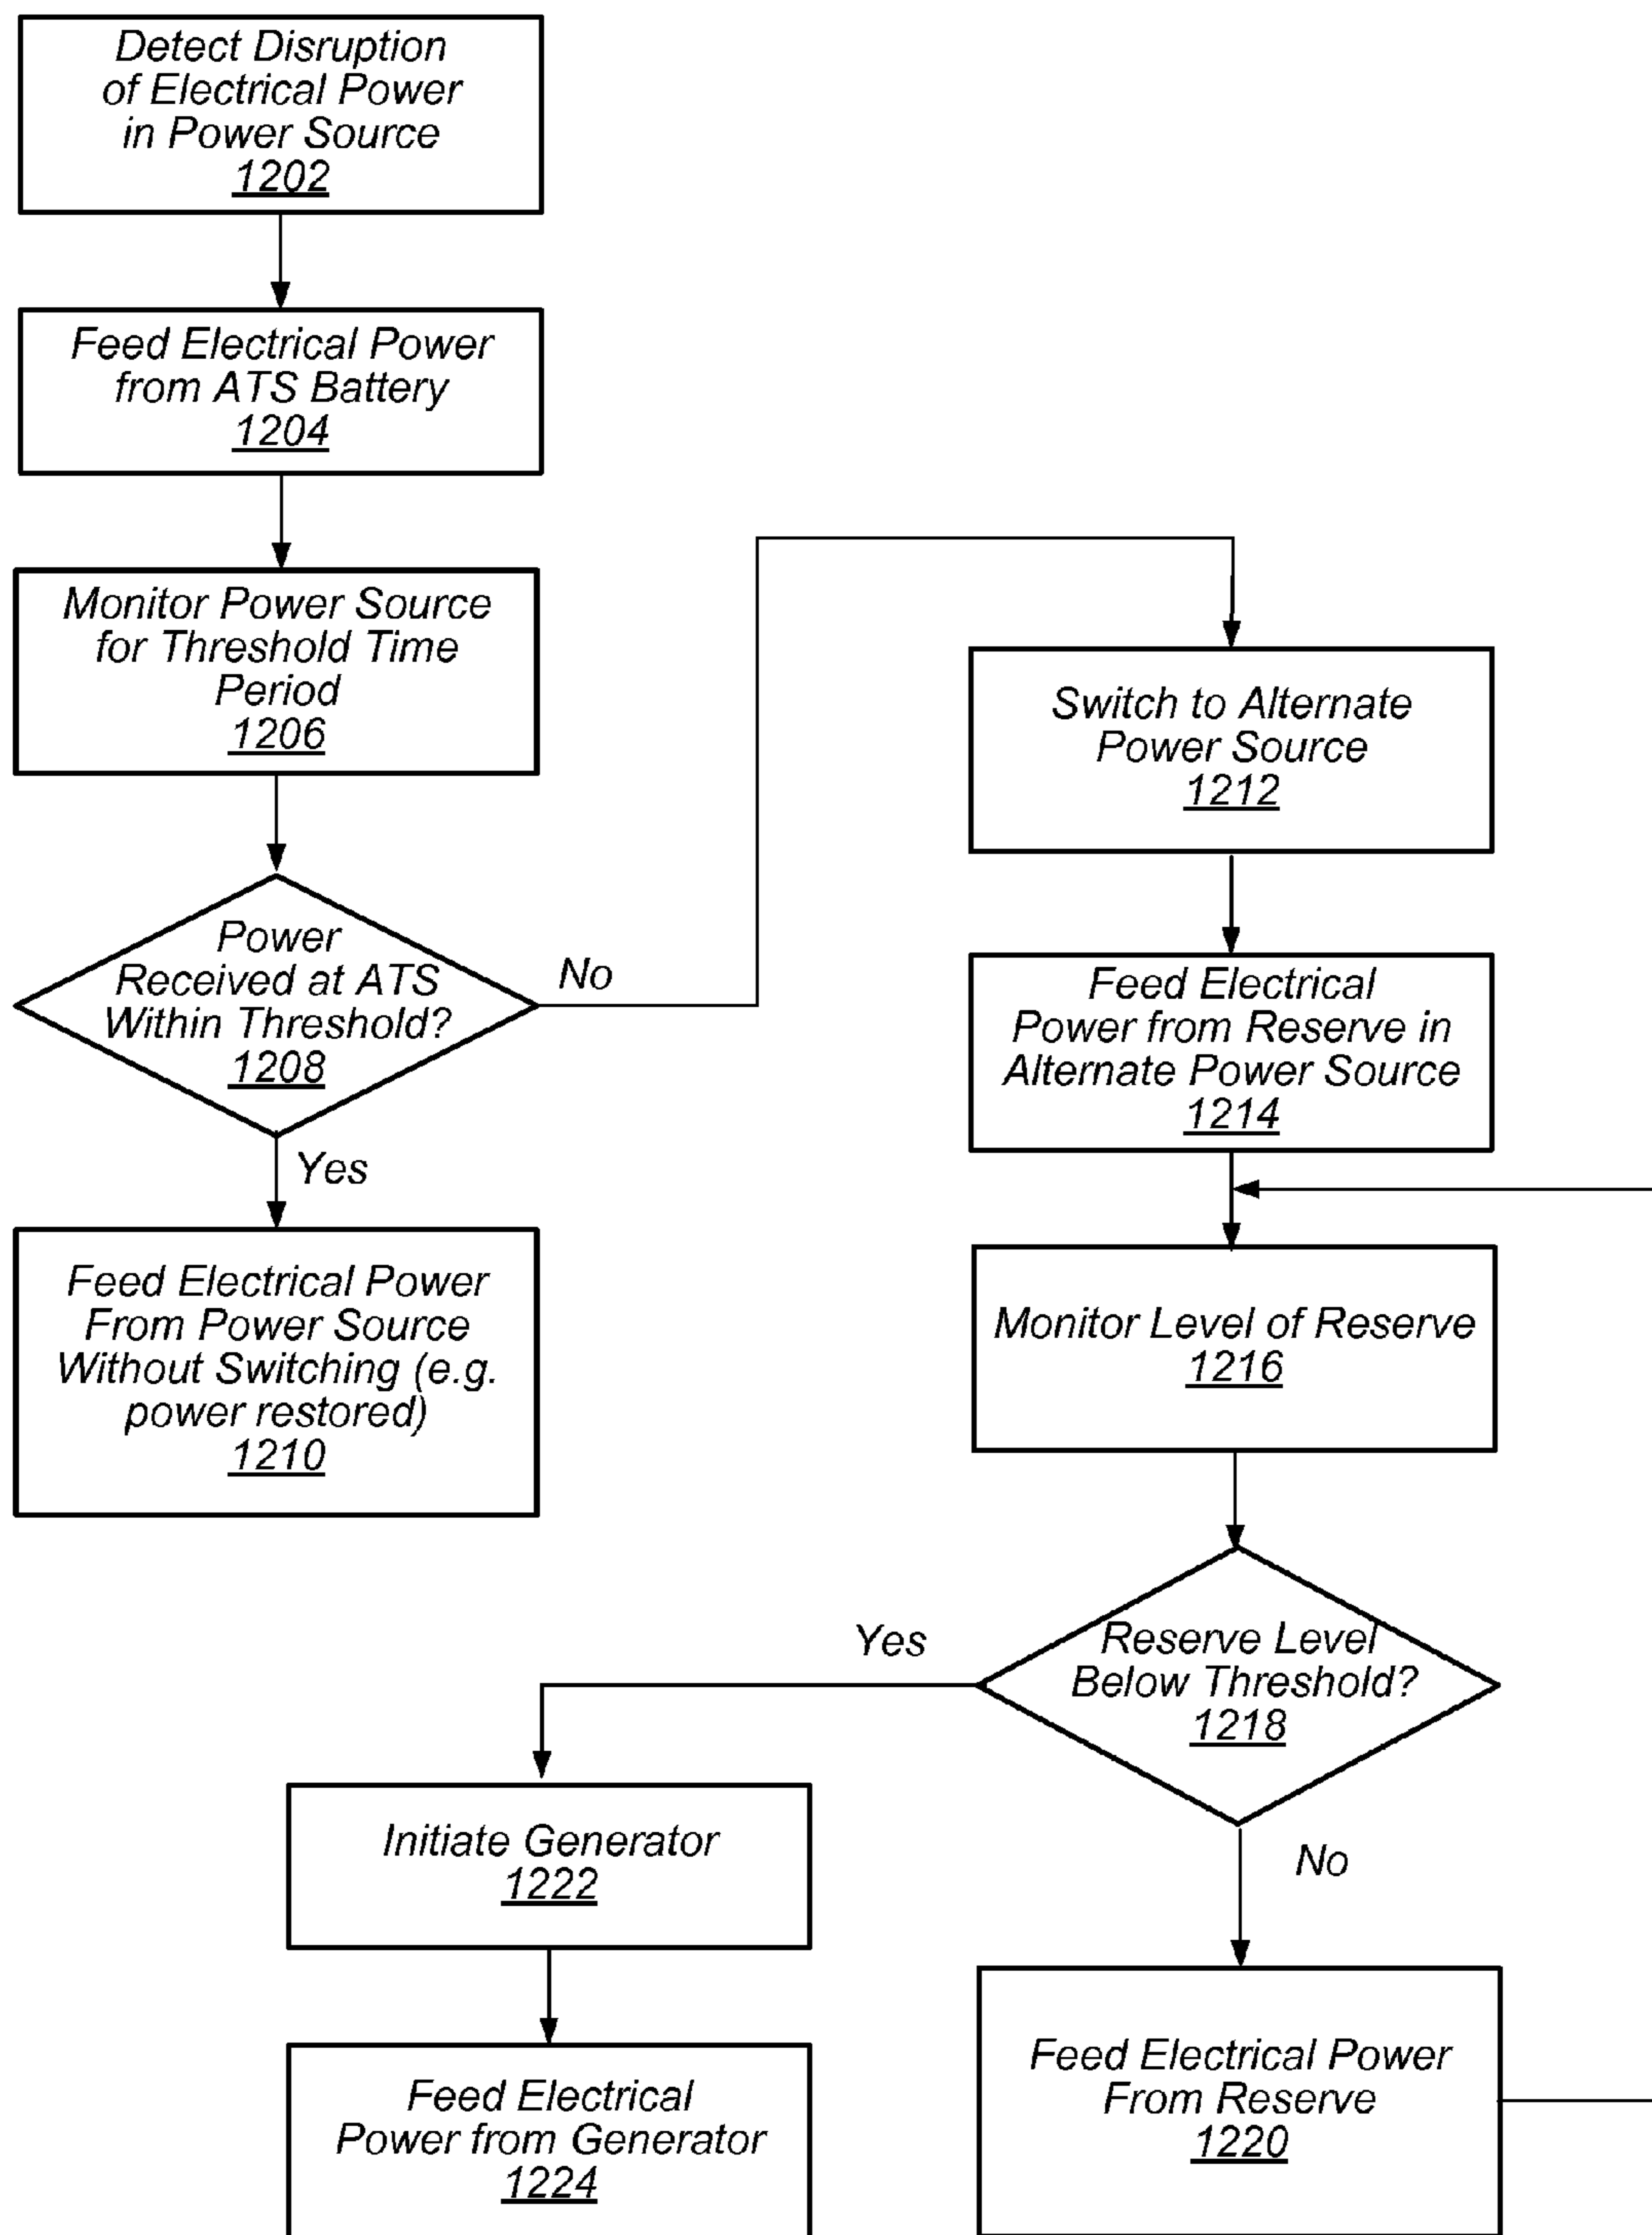 Detect Disruption
of Electrical Power
in Power Source
1202
Feed Electrical Power
from ATS Battery
1204
Monitor Power Source
for Threshold Time
Period
1206
Power
Received at ATS
Within Threshold?
1208
No
Yes
Feed Electrical Power
From Power Source
Without Switching (e.g.
power restored)
1210
Switch to Alternate
Power Source
1212
Feed Electrical
Power from Reserve in
Alternate Power Source
1214
Monitor Level of Reserve
1216
Reserve Level
Below Threshold?
1218
Yes
No
Initiate Generator
1222
Feed Electrical
Power from Generator
1224
Feed Electrical Power
From Reserve
1220